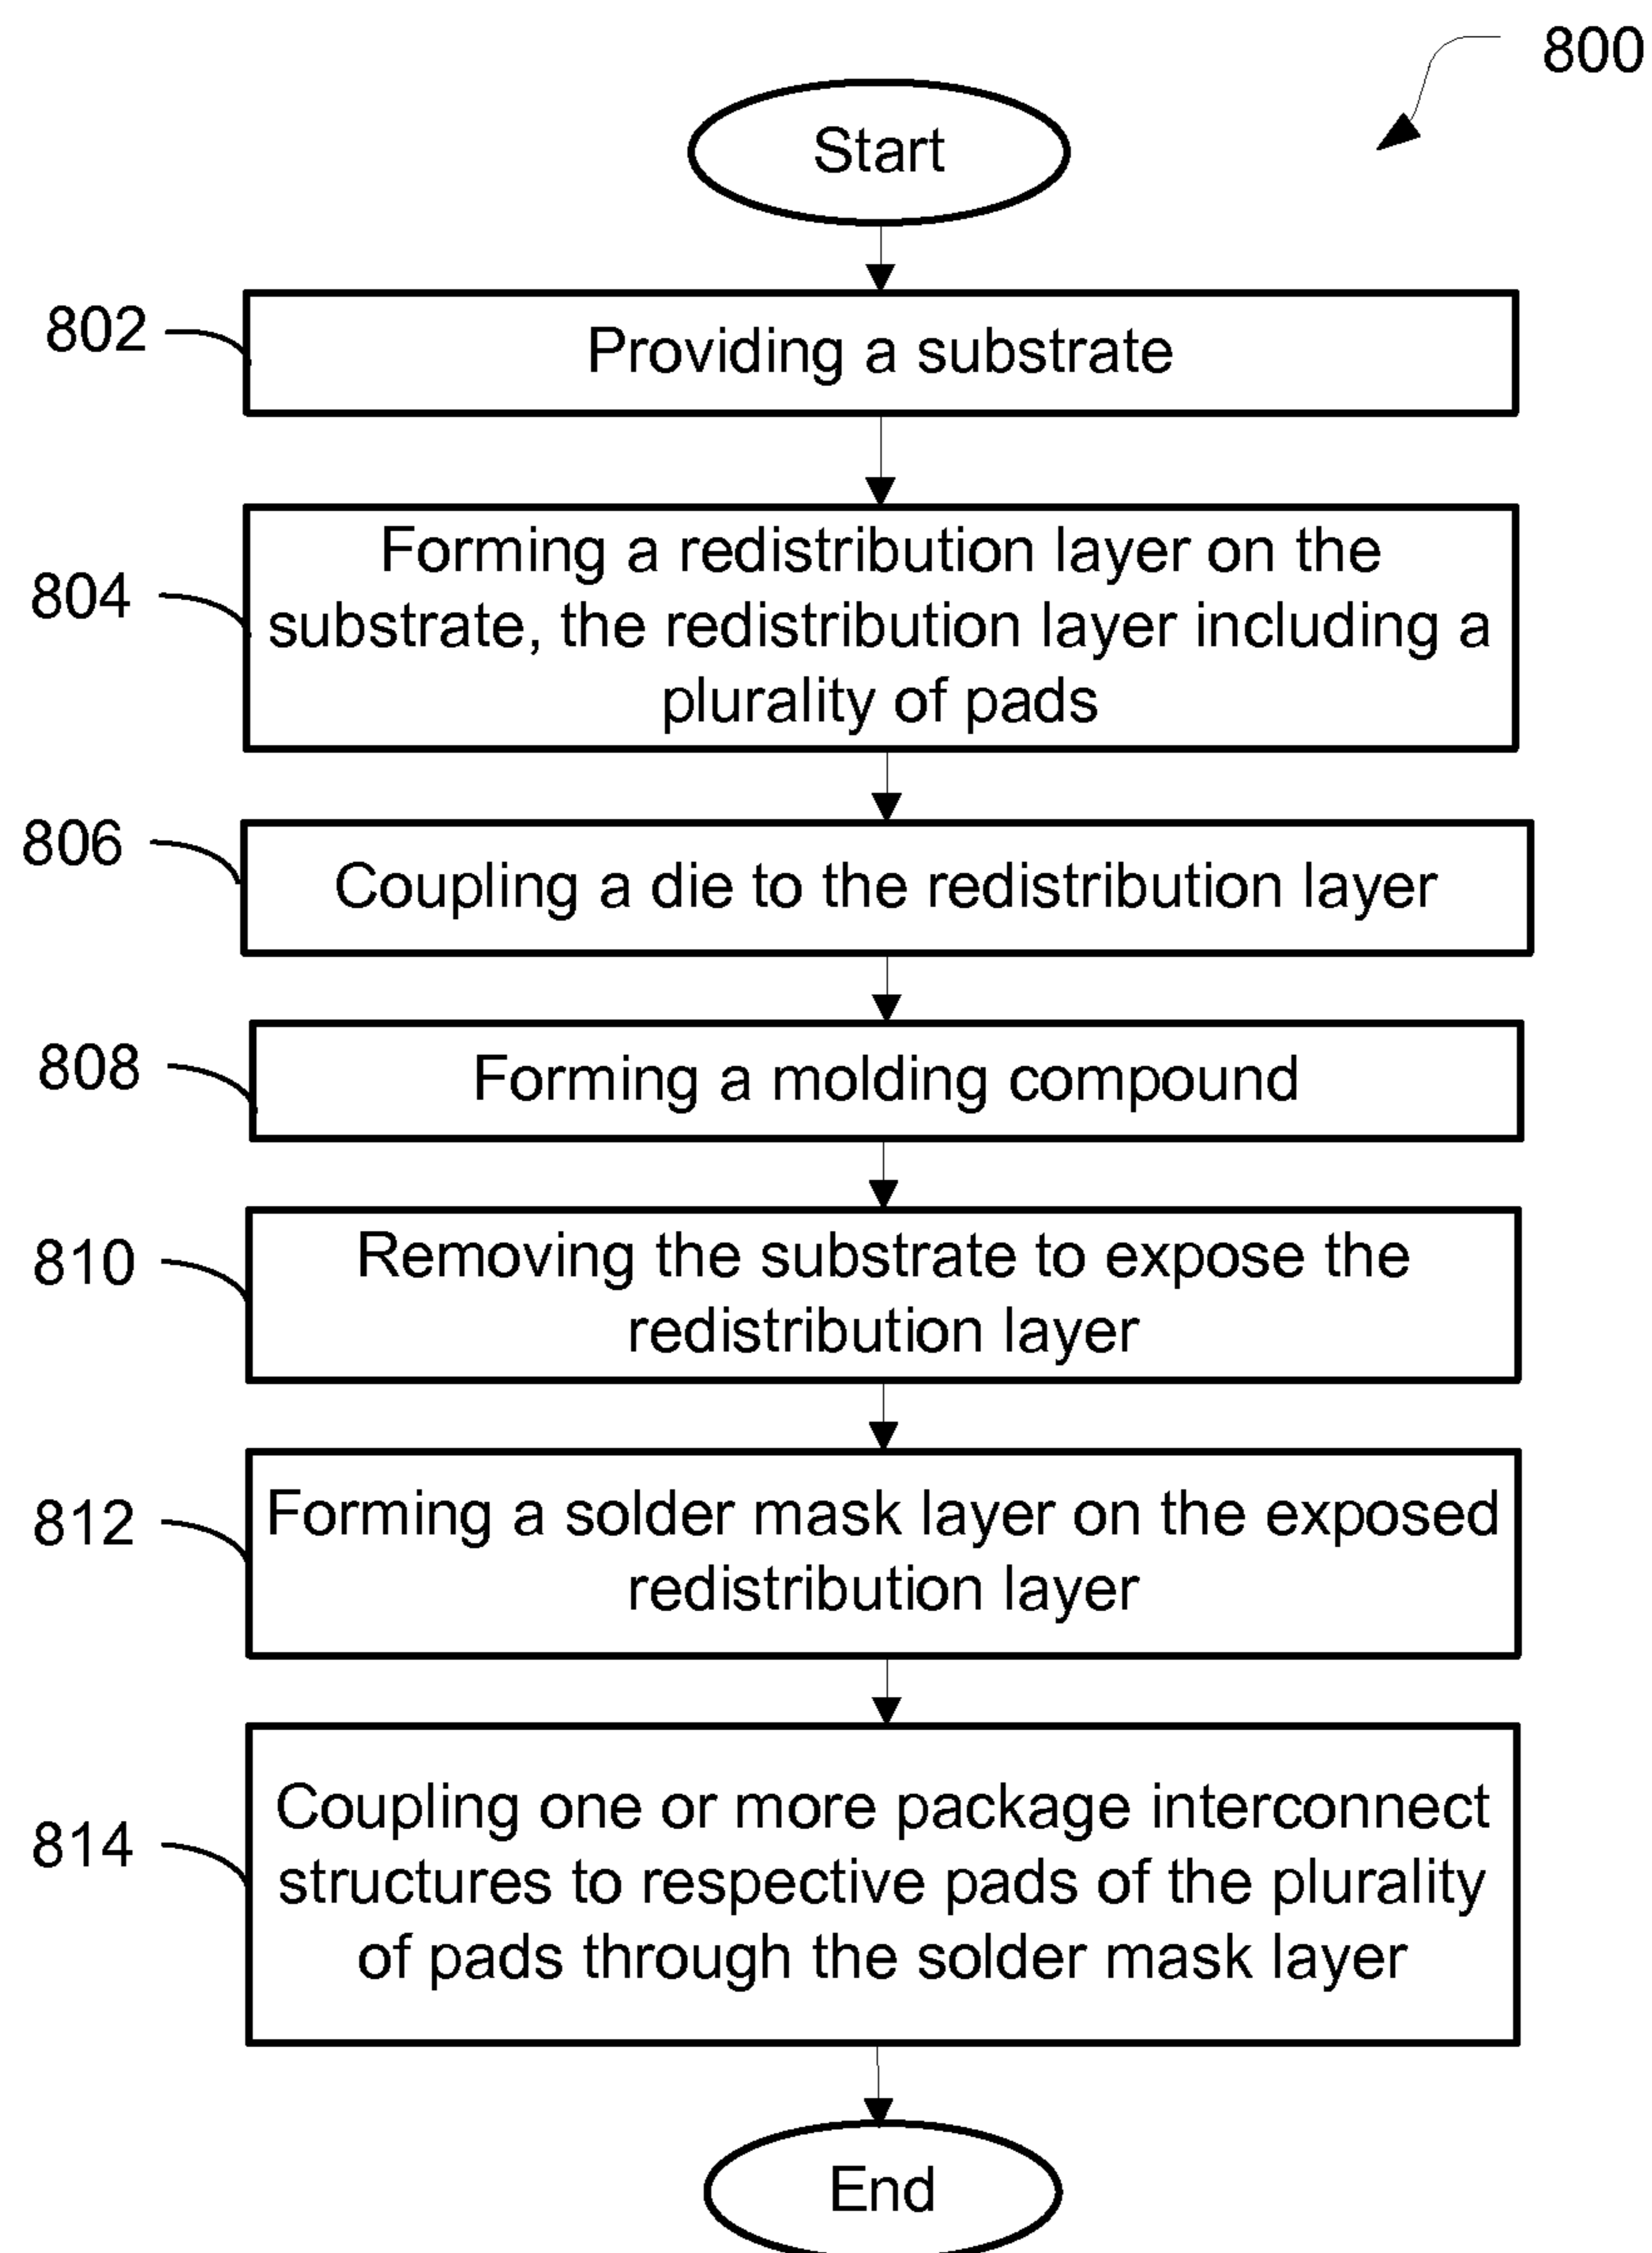 800
Start
802
Providing a substrate
804
Forming a redistribution layer on the
substrate, the redistribution layer including a
plurality of pads
806
Coupling a die to the redistribution layer
808
Forming a molding compound
810
Removing the substrate to expose the
redistribution layer
812
Forming a solder mask layer on the exposed
redistribution layer
814
Coupling one or more package interconnect
structures to respective pads of the plurality
of pads through the solder mask layer
End